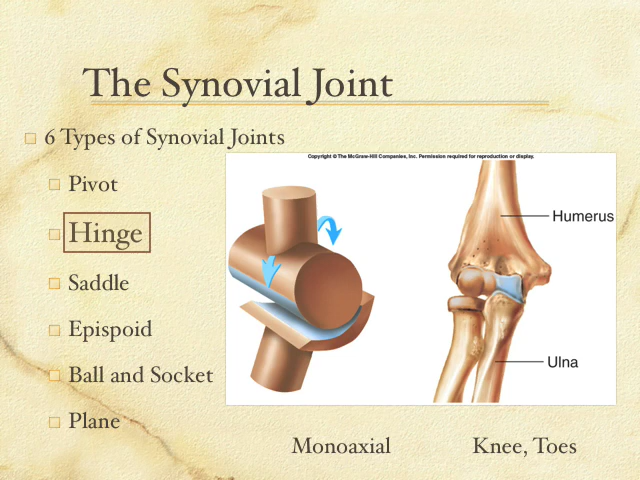 The Synovial Joint
6 Types of Synovial Joints
Pivot
Hinge
Saddle
Epispoid
Ball and Socket
Plane
Copyright © The McGraw-Hill Companies, Inc. Permission required for reproduction or display.
Humerus
Ulna
Monoaxial
Knee, Toes